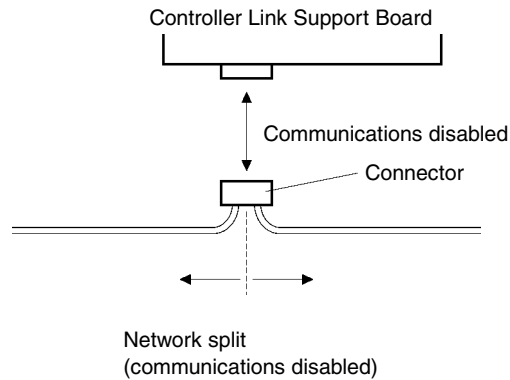 Controller Link Support Board
Communications disabled
Connector
Network split
(communications disabled)